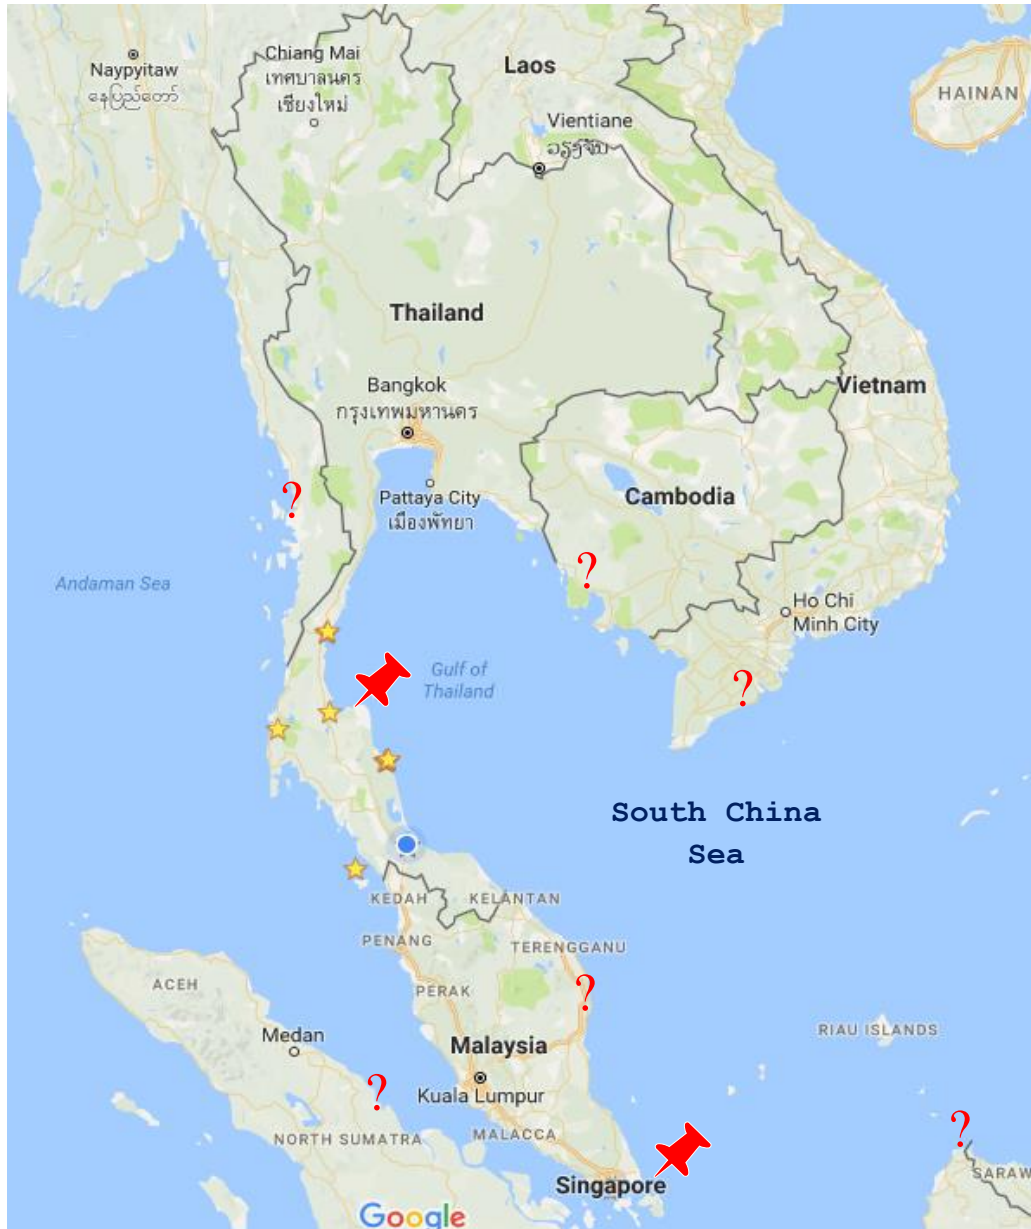 Chiang Mai
เทศบาลนคร
เชียงใหม่
Naypyitaw
နေပြည်တော်
Laos
HAINAN
Vientiane
ວຽງຈັນ
Thailand
Bangkok
กรุงเทพมหานคร
Vietnam
Pattaya City
เมืองพัทยา
Cambodia
?
?
Andaman Sea
Ho Chi
Minh City
Gulf of
Thailand
?
South China
Sea
KEDAH
KELANTAN
PENANG
TERENGGANU
ACEH
PERAK
?
Medan
Malaysia
RIAU ISLANDS
Kuala Lumpur
?
NORTH SUMATRA
MALACCA
?
Singapore
SARAW
Google